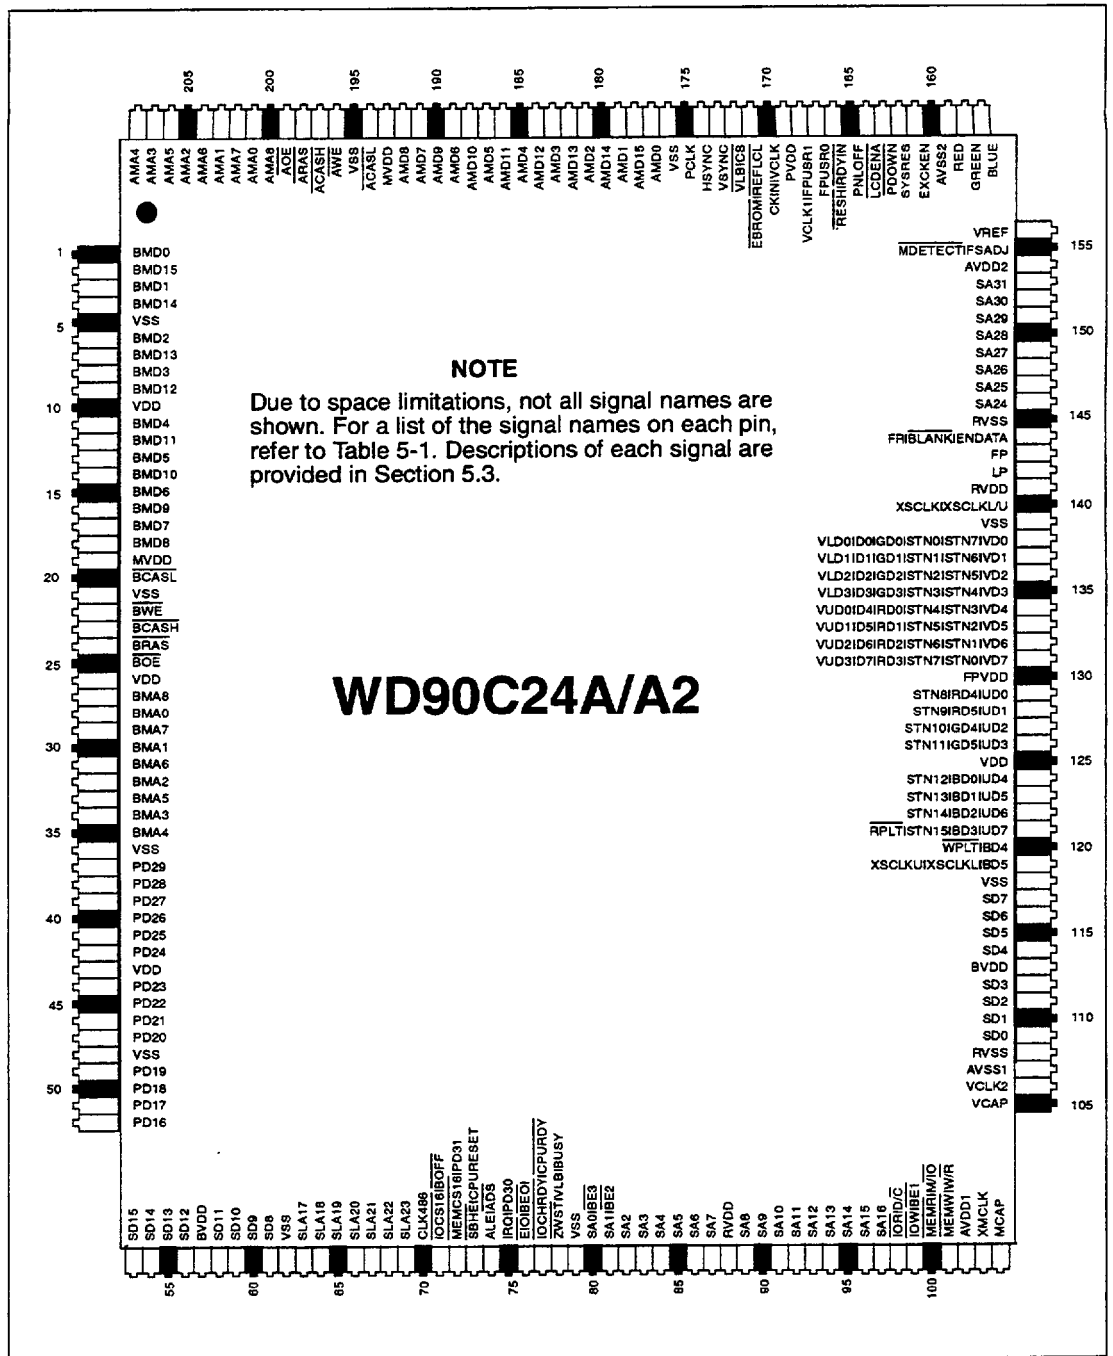 205
200
195
190
185
180
175
170
165
160
AMA4
AMA3
AMA5
AMA2
AMA6
AMA1
AMA7
AMA0
AMA8
AOE
ARAS
ACASH
AWE
VSS
ACASL
MVDD
AMD8
AMD7
AMD9
AMD6
AMD10
AMD5
AMD11
AMD4
AMD12
AMD3
AMD13
AMD2
AMD14
AMD1
AMD15
AMD0
VSS
PCLK
HSYNC
VSYNC
VLBICS
EBROMIREFLCL
CKINIVCLK
PVDD
VCLK1IFPUSR1
FPUSR0
RESHIRDYIN
PNLOFF
LCDENA
PDOWN
SYSRES
EXCKEN
AVSS2
RED
GREEN
BLUE
1 BMD0
BMD15
BMD1
BMD14
5 VSS
BMD2
BMD13
BMD3
BMD12
10 VDD
BMD4
BMD11
BMD5
BMD10
15 BMD6
BMD9
BMD7
BMD8
MVDD
20 BCASL
VSS
BWE
BCASH
BRAS
25 BOE
VDD
BMA8
BMA0
BMA7
30 BMA1
BMA6
BMA2
BMA5
BMA3
35 BMA4
VSS
PD29
PD28
PD27
40 PD26
PD25
PD24
VDD
PD23
45 PD22
PD21
PD20
VSS
PD19
50 PD18
PD17
PD16
NOTE
Due to space limitations, not all signal names are
shown. For a list of the signal names on each pin,
refer to Table 5-1. Descriptions of each signal are
provided in Section 5.3.
WD90C24A/A2
VREF
MDETECTIFSADJ 155
AVDD2
SA31
SA30
SA29
SA28 150
SA27
SA26
SA25
SA24
RVSS 145
FRIBLANKIENDATA
FP
LP
RVDD
XSCLKIXSCLKL/U 140
VSS
VLD0ID0IGD0ISTN0ISTN7IVD0
VLD1ID1IGD1ISTN1ISTN6IVD1
VLD2ID2IGD2ISTN2ISTN5IVD2
VLD3ID3IGD3ISTN3ISTN4IVD3 135
VUD0ID4IRD0ISTN4ISTN3IVD4
VUD1ID5IRD1ISTN5ISTN2IVD5
VUD2ID6IRD2ISTN6ISTN1IVD6
VUD3ID7IRD3ISTN7ISTN0IVD7
FPVDD 130
STN8IRD4IUD0
STN9IRD5IUD1
STN10IGD4IUD2
STN11IGD5IUD3
VDD 125
STN12IBD0IUD4
STN13IBD1IUD5
STN14IBD2IUD6
RPLTISTN15IBD3IUD7
WPLTIBD4 120
XSCLKUIXSCLKLIBD5
VSS
SD7
SD6
SD5 115
SD4
BVDD
SD3
SD2
SD1 110
SD0
RVSS
AVSS1
VCLK2
VCAP 105
SD15
SD14
SD13
SD12
BVDD
SD11
SD10
SD9
SD8
VSS
SLA17
SLA18
SLA19
SLA20
SLA21
SLA22
SLA23
CLK486
IOCS16IBOFF
MEMCS16IPD31
SBHEICPURESET
ALEIADS
IRQIPD30
EIOIBEOI
IOCHRDYICPURDY
ZWSTIVLBIBUSY
VSS
SA0IBE3
SA1IBE2
SA2
SA3
SA4
SA5
SA6
SA7
RVDD
SA8
SA9
SA10
SA11
SA12
SA13
SA14
SA15
SA16
IORID/C
IOWIBE1
MEMRIM/IO
MEMWIW/R
AVDD1
XMCLK
MCAP
55
60
65
70
75
80
85
90
95
100